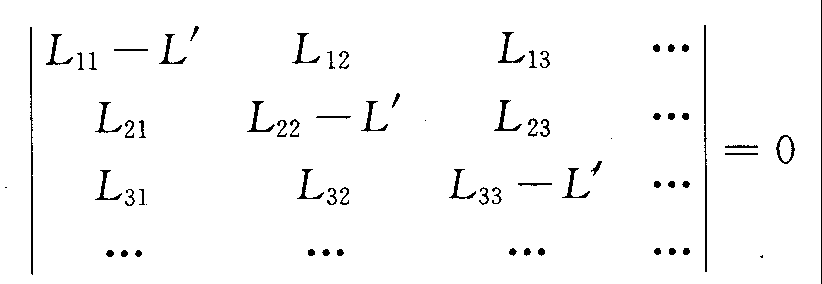 L₁₁ − L′ L₁₂ L₁₃ ⋯
L₂₁ L₂₂ − L′ L₂₃ ⋯ = 0
L₃₁ L₃₂ L₃₃ − L′ ⋯
⋯ ⋯ ⋯ ⋯